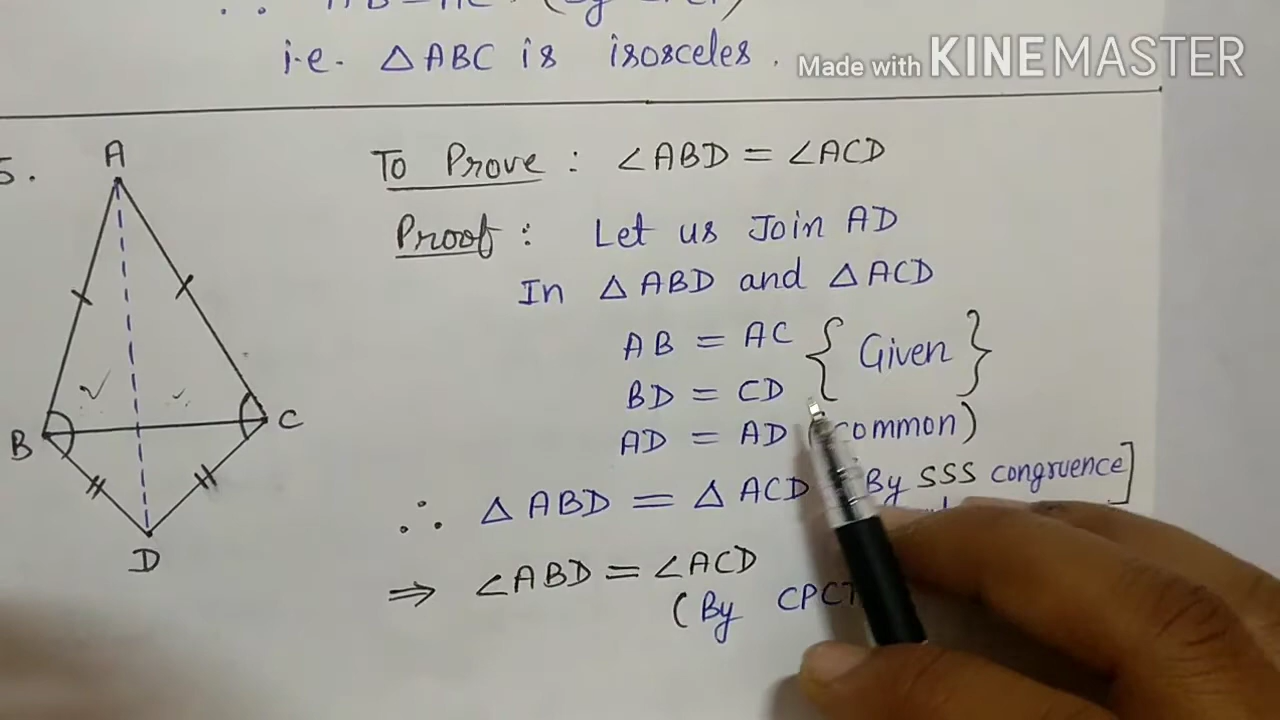 i.e. △ABC is isosceles.
Made with KINEMASTER
5.
To Prove : ∠ABD = ∠ACD
Proof : Let us Join AD
In △ABD and △ACD
AB = AC { Given }
BD = CD
AD = AD (common)
∴ △ABD = △ACD [By SSS congruence]
⇒ ∠ABD = ∠ACD
(By CPCT
A
B
C
D